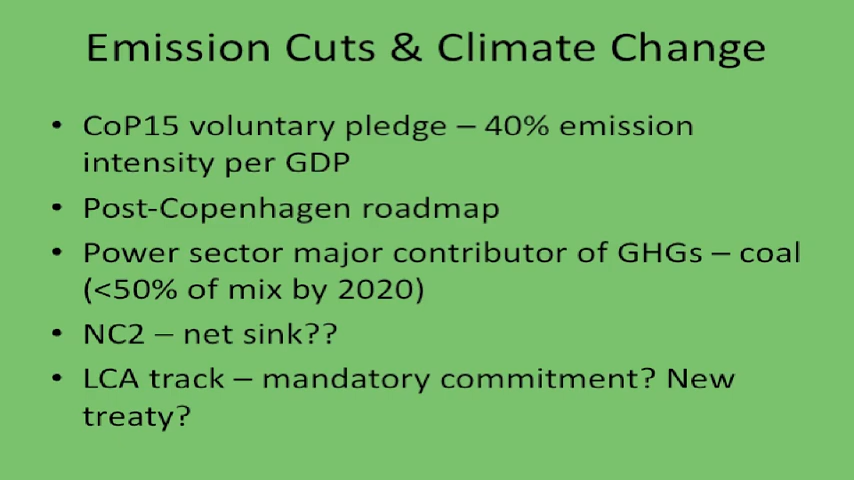 Emission Cuts & Climate Change
• CoP15 voluntary pledge – 40% emission
intensity per GDP
• Post-Copenhagen roadmap
• Power sector major contributor of GHGs – coal
(<50% of mix by 2020)
• NC2 – net sink??
• LCA track – mandatory commitment? New
treaty?